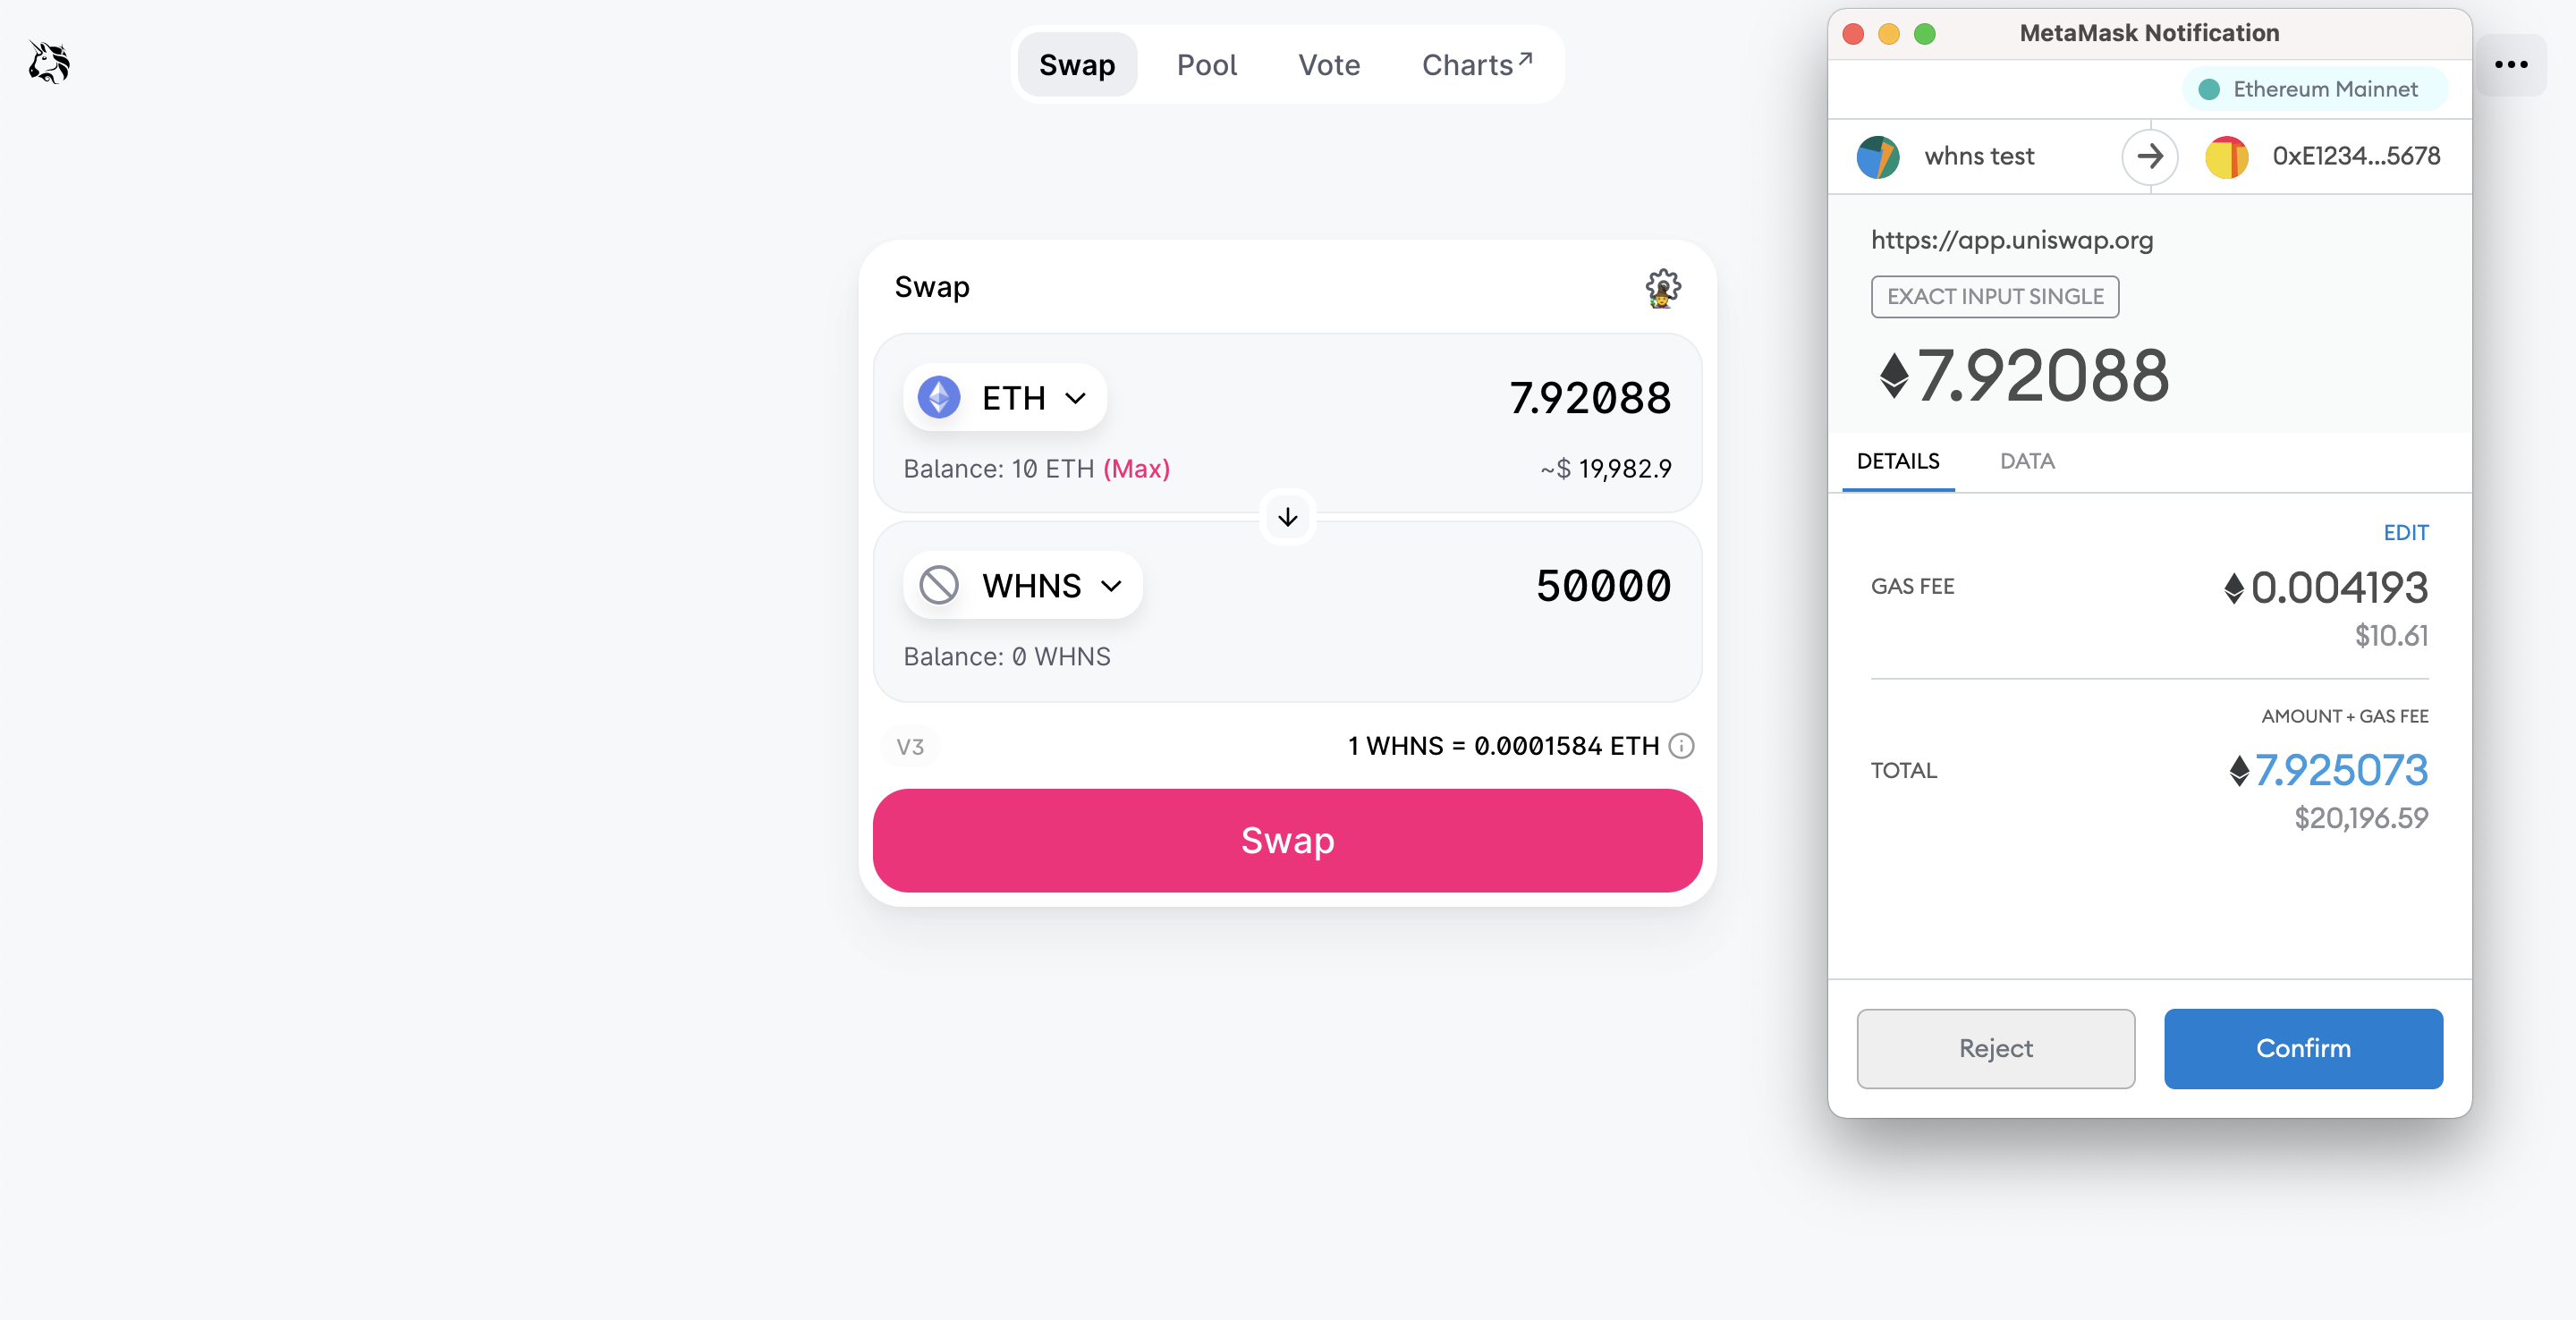 Swap
Pool
Vote
Charts↗
Swap
ETH
7.92088
Balance: 10 ETH (Max)
~$ 19,982.9
WHNS
50000
Balance: 0 WHNS
V3
1 WHNS = 0.0001584 ETH
Swap
MetaMask Notification
Ethereum Mainnet
whns test
0xE1234...5678
https://app.uniswap.org
EXACT INPUT SINGLE
7.92088
DETAILS
DATA
EDIT
GAS FEE
0.004193
$10.61
AMOUNT + GAS FEE
TOTAL
7.925073
$20,196.59
Reject
Confirm